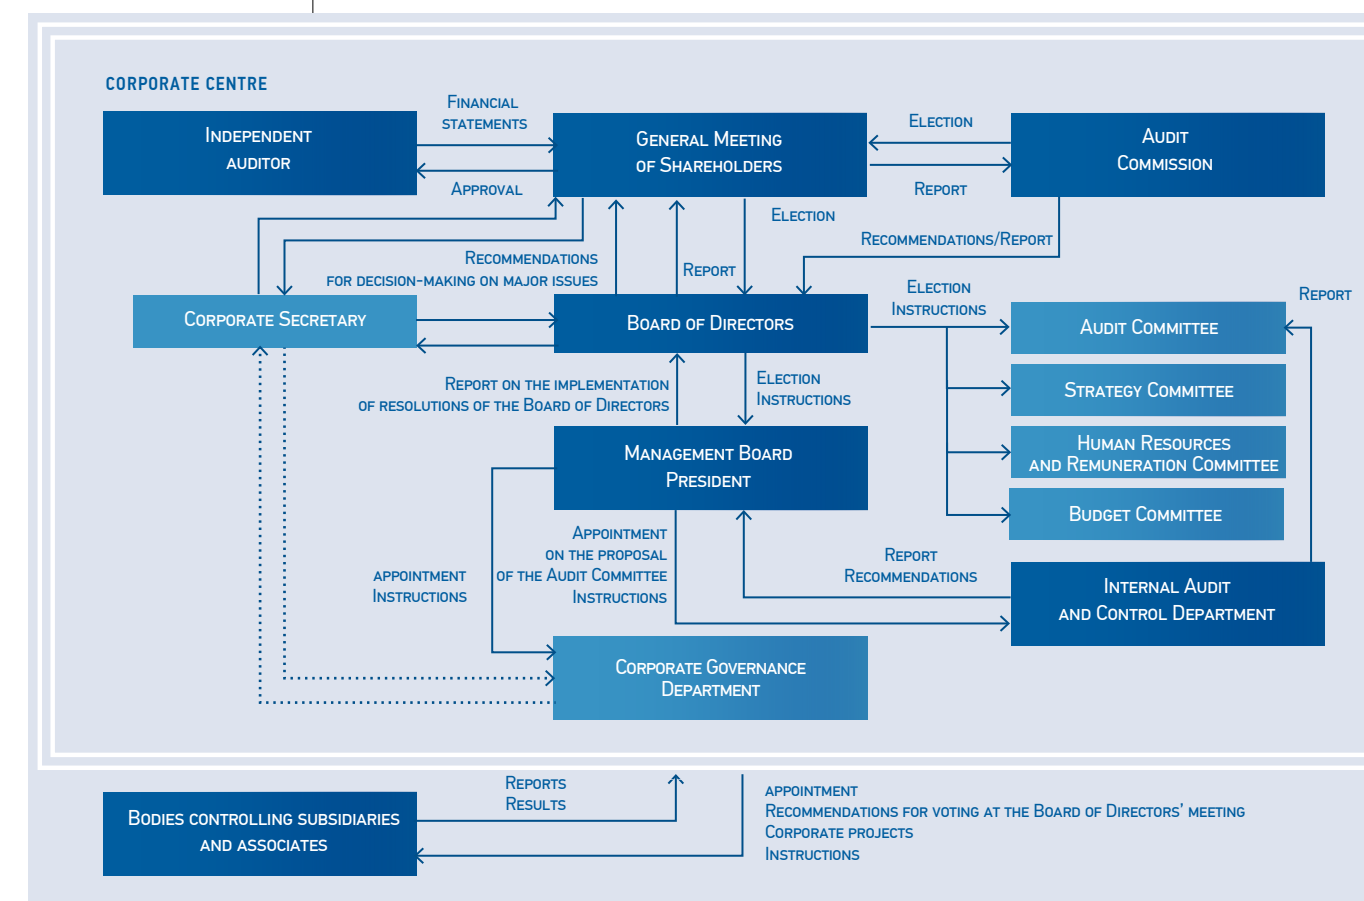 CORPORATE CENTRE
Financial
statements
Independent
auditor
General Meeting
of Shareholders
Election
Audit
Commission
Approval
Report
Election
Recommendations/Report
Recommendations
for decision-making on major issues
Report
Election
Instructions
Report
Corporate Secretary
Board of Directors
Audit Committee
Report on the implementation
of resolutions of the Board of Directors
Election
Instructions
Strategy Committee
Management Board
President
Human Resources
and Remuneration Committee
Budget Committee
Appointment
on the proposal
of the Audit Committee
Instructions
appointment
Instructions
Report
Recommendations
Internal Audit
and Control Department
Corporate Governance
Department
Reports
Results
Bodies controlling subsidiaries
and associates
appointment
Recommendations for voting at the Board of Directors’ meeting
Corporate projects
Instructions